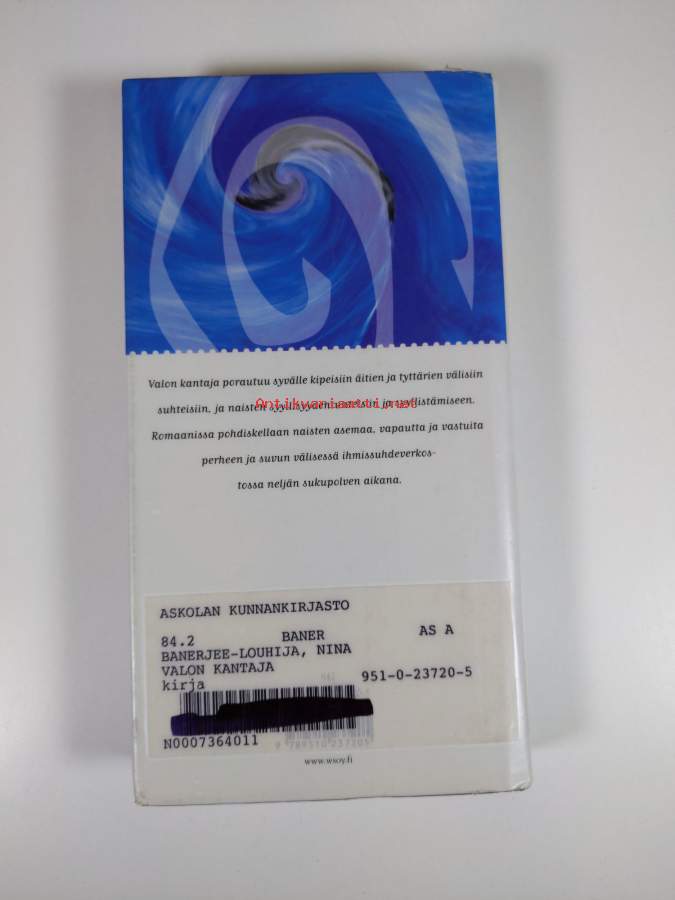 Valon kantaja porautuu syvälle kipeisiin äitien ja tyttärien välisiin
suhteisiin, ja naisten syyllisyyden tunteisiin ja syyllistämiseen.
Antikvariaatti.net
Romaanissa pohdiskellaan naisten asemaa, vapautta ja vastuita
perheen ja suvun välisessä ihmissuhdeverkos-
tossa neljän sukupolven aikana.
ASKOLAN KUNNANKIRJASTO
84.2 BANER AS A
BANERJEE-LOUHIJA, NINA
VALON KANTAJA
kirja 951-0-23720-5
N0007364011
www.wsoy.fi